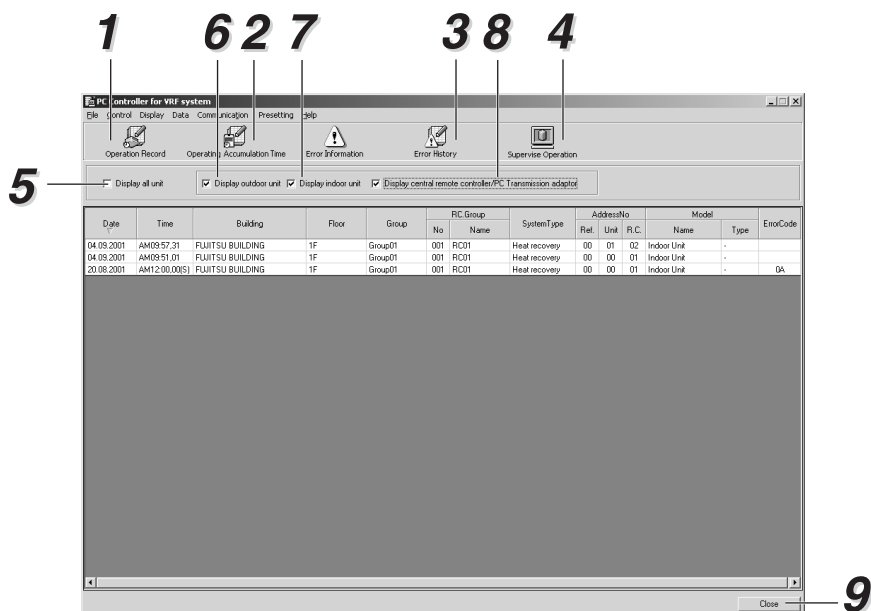 1 6 2 7 3 8 4
PC Controller for VRF system
File Control Display Data Communication Presetting Help
Operation Record Operating Accumulation Time Error Information Error History Supervise Operation
5
Display all unit Display outdoor unit Display indoor unit Display central remote controller/PC Transmission adaptor
Date Time Building Floor Group R.C.Group SystemType AddressNo Model ErrorCode
No Name Ref. Unit R.C. Name Type
04.09.2001 AM09:57,31 FUJITSU BUILDING 1F Group01 001 RC01 Heat recovery 00 01 02 Indoor Unit -
04.09.2001 AM09:51,01 FUJITSU BUILDING 1F Group01 001 RC01 Heat recovery 00 00 01 Indoor Unit -
20.08.2001 AM12:00,00(S) FUJITSU BUILDING 1F Group01 001 RC01 Heat recovery 00 00 01 Indoor Unit - 0A
Close
9